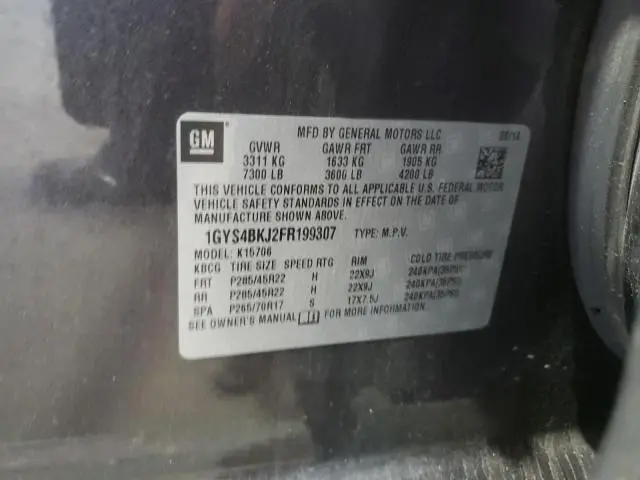 GM ®
MFD BY GENERAL MOTORS LLC 08/14
GVWR GAWR FRT GAWR RR
3311 KG 1633 KG 1905 KG
7300 LB 3600 LB 4200 LB
THIS VEHICLE CONFORMS TO ALL APPLICABLE U.S. FEDERAL MOTOR
VEHICLE SAFETY STANDARDS IN EFFECT ON THE DATE OF
MANUFACTURE SHOWN ABOVE.
1GYS4BKJ2FR199307 TYPE: M.P.V.
MODEL: K15706
KBCG TIRE SIZE SPEED RTG RIM COLD TIRE PRESSURE
FRT P285/45R22 H 22X9J 240KPA(35PSI)
RR P285/45R22 H 22X9J 240KPA(35PSI)
SPA P265/70R17 S 17X7.5J 240KPA(35PSI)
SEE OWNER'S MANUAL FOR MORE INFORMATION.